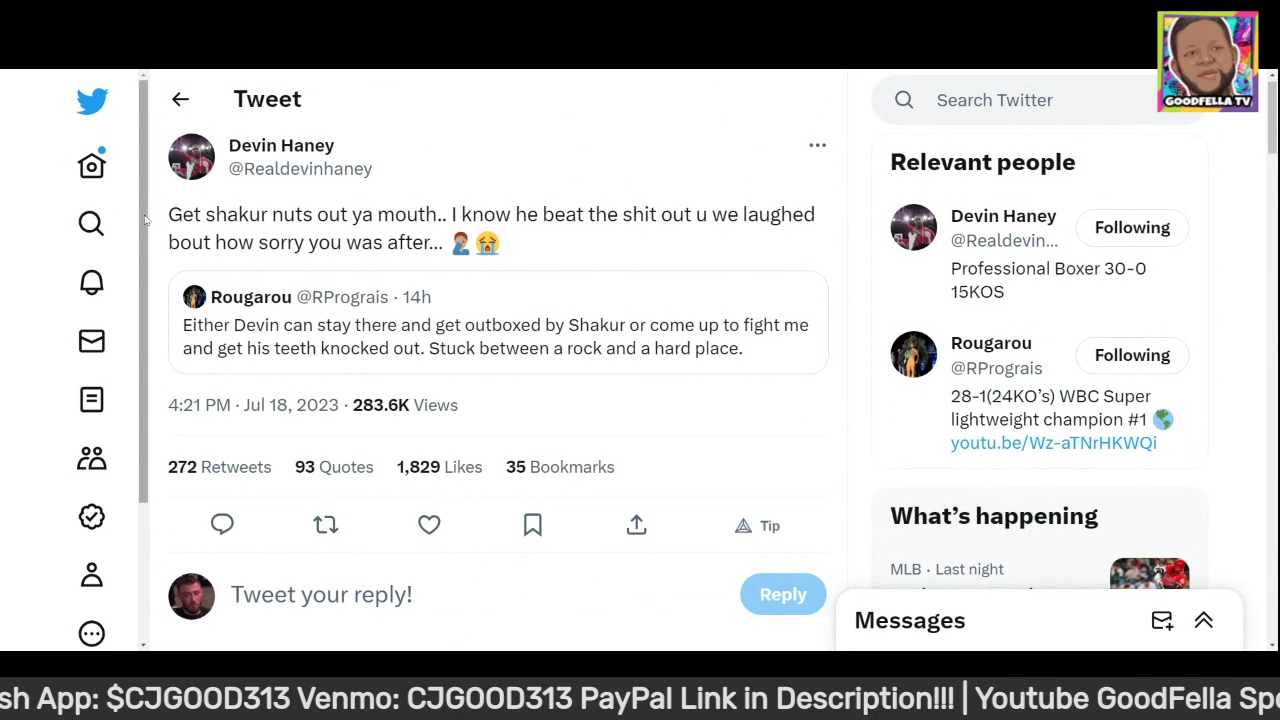 GOODFELLA TV
Tweet
Search Twitter
Devin Haney
@Realdevinhaney
Get shakur nuts out ya mouth.. I know he beat the shit out u we laughed
bout how sorry you was after... 🤦🏽‍♂️😭
Rougarou @RPrograis · 14h
Either Devin can stay there and get outboxed by Shakur or come up to fight me
and get his teeth knocked out. Stuck between a rock and a hard place.
4:21 PM · Jul 18, 2023 · 283.6K Views
272 Retweets 93 Quotes 1,829 Likes 35 Bookmarks
Tip
Tweet your reply!
Reply
Relevant people
Devin Haney
@Realdevin...
Following
Professional Boxer 30-0
15KOS
Rougarou
@RPrograis
Following
28-1(24KO’s) WBC Super
lightweight champion #1 🌎
youtu.be/Wz-aTNrHKWQi
What’s happening
MLB · Last night
Messages
sh App: $CJGOOD313 Venmo: CJGOOD313 PayPal Link in Description!!! | Youtube GoodFella Spo